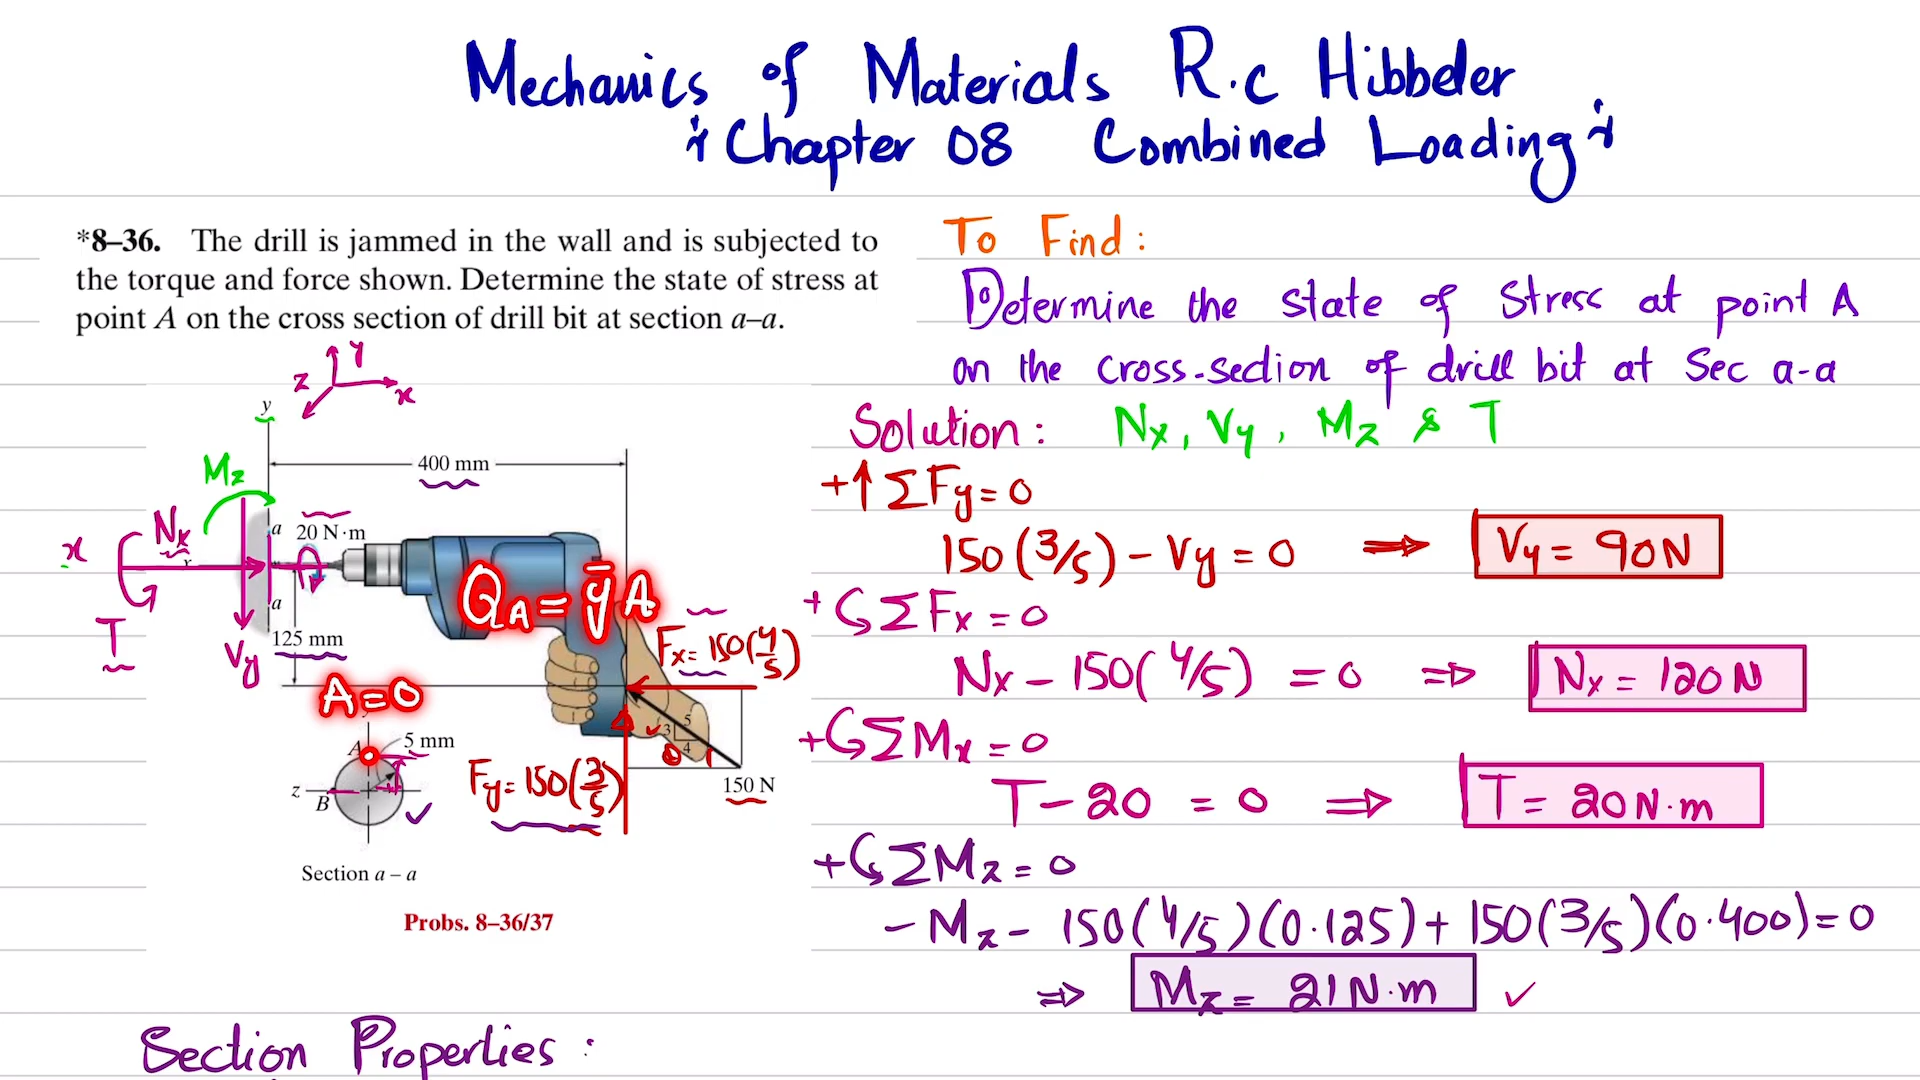 Mechanics of Materials R.C Hibbeler
Chapter 08 Combined Loading
*8–36. The drill is jammed in the wall and is subjected to
the torque and force shown. Determine the state of stress at
point A on the cross section of drill bit at section a–a.
To Find:
Determine the state of Stress at point A
on the cross-section of drill bit at Sec a-a
Solution: Nx, Vy, Mz & T
+↑ΣFy=0
150(3/5) - Vy = 0 ⇒ Vy = 90N
+ ΣFx=0
Nx - 150(4/5) = 0 ⇒ Nx = 120N
+ ΣMx=0
T - 20 = 0 ⇒ T = 20N·m
+ ΣMz=0
-Mz - 150(4/5)(0.125) + 150(3/5)(0.400)=0
⇒ Mz = 21N·m ✓
y
z
x
y
400 mm
Mz
Nx
a
20 N·m
x
QA = ȳA
a
T
Vy
125 mm
Fx= 150(4/5)
A=0
5
3
4
A
5 mm
Fy= 150(3/5)
150 N
z
B
Section a – a
Probs. 8–36/37
Section Properties: